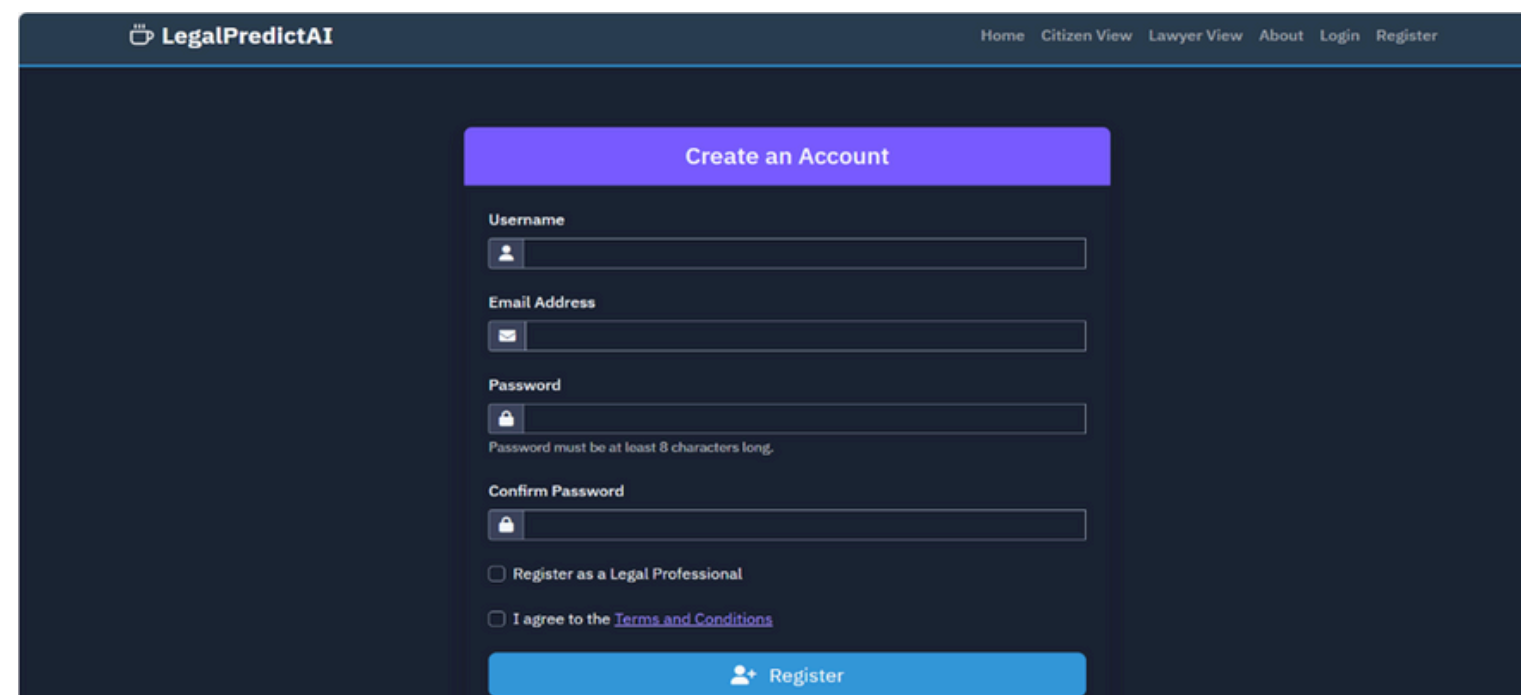 LegalPredictAI
Home Citizen View Lawyer View About Login Register
Create an Account
Username
Email Address
Password
Password must be at least 8 characters long.
Confirm Password
Register as a Legal Professional
I agree to the Terms and Conditions
Register